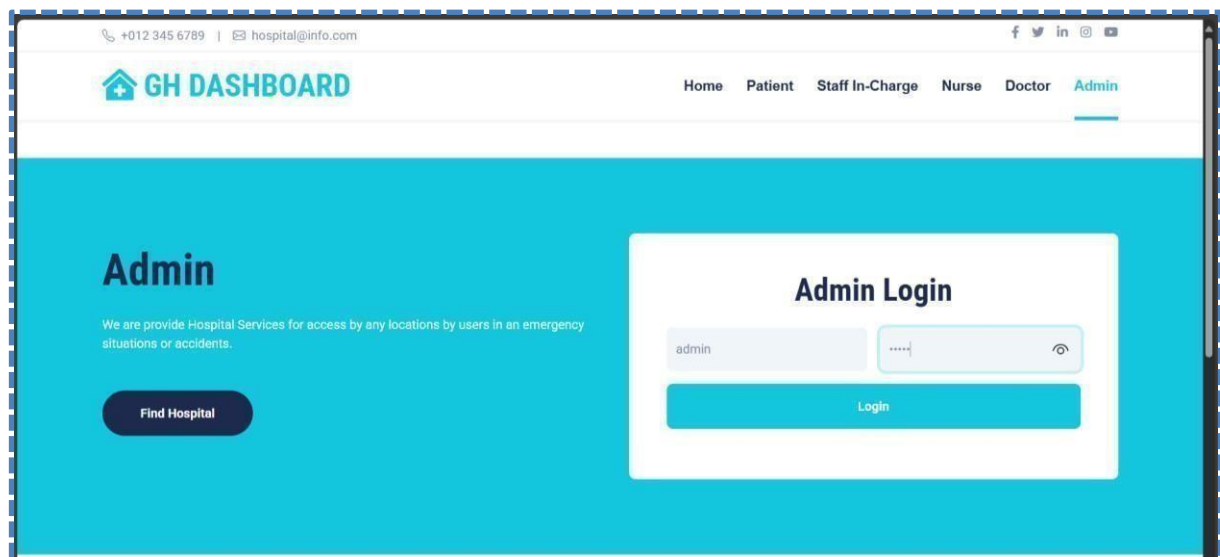 +012 345 6789 | hospital@info.com
GH DASHBOARD
Home Patient Staff In-Charge Nurse Doctor Admin
Admin
We are provide Hospital Services for access by any locations by users in an emergency
situations or accidents.
Find Hospital
Admin Login
admin
•••••
Login